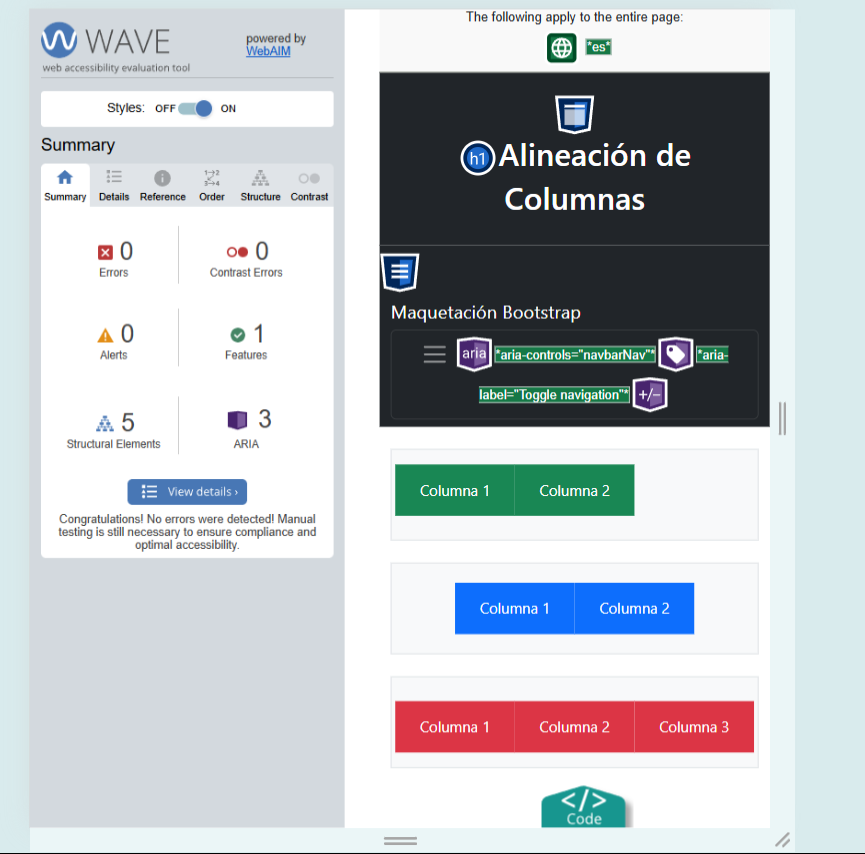 WAVE
powered by
WebAIM
web accessibility evaluation tool
Styles: OFF ON
Summary
Summary Details Reference Order Structure Contrast
0
Errors
0
Contrast Errors
0
Alerts
1
Features
5
Structural Elements
3
ARIA
View details ›
Congratulations! No errors were detected! Manual
testing is still necessary to ensure compliance and
optimal accessibility.
The following apply to the entire page:
*es*
h1 Alineación de
Columnas
Maquetación Bootstrap
aria *aria-controls="navbarNav"* *aria-
label="Toggle navigation"* +/-
Columna 1 Columna 2
Columna 1 Columna 2
Columna 1 Columna 2 Columna 3
</>
Code